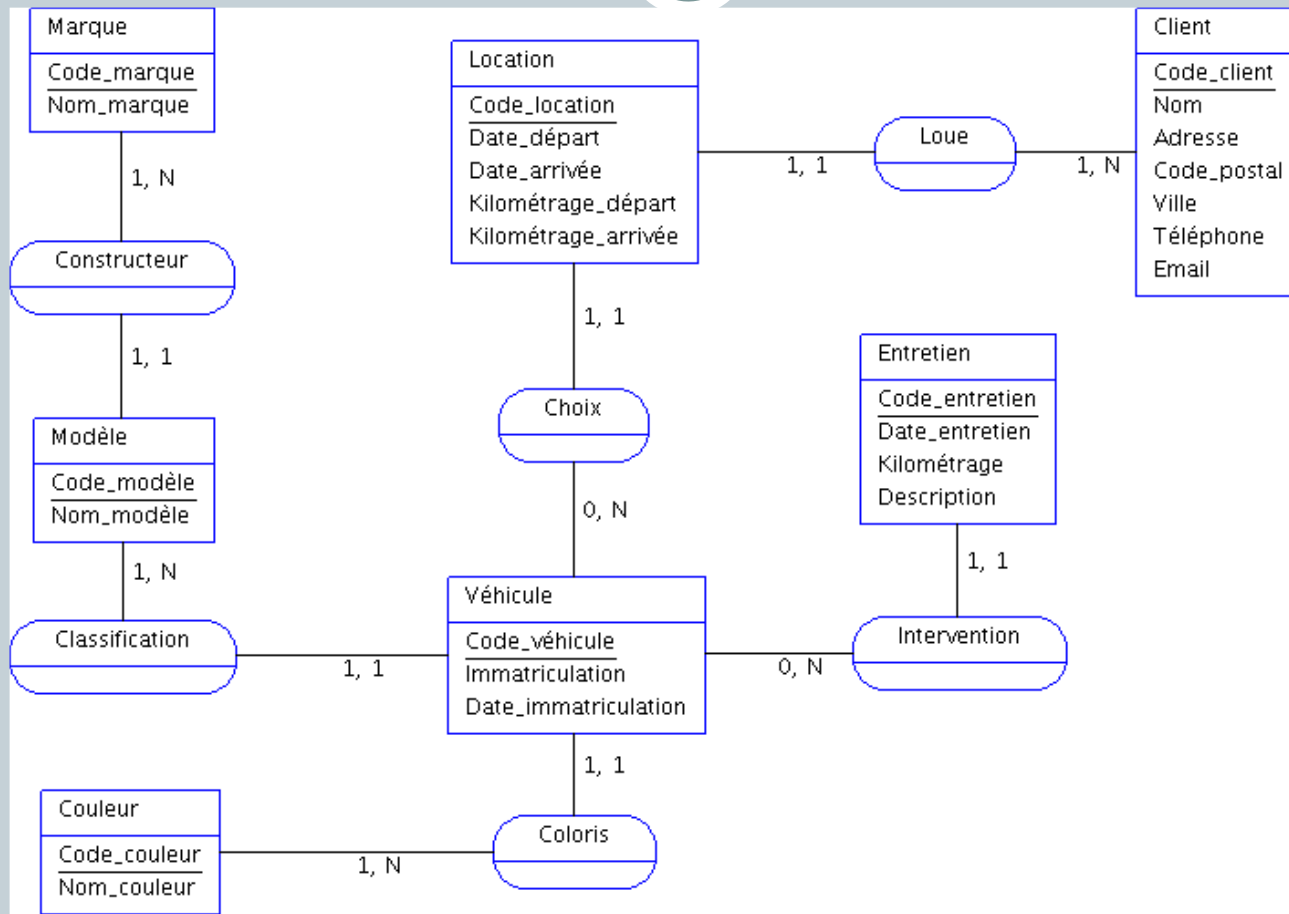 Marque
Code_marque
Nom_marque
1, N
Constructeur
1, 1
Modèle
Code_modèle
Nom_modèle
1, N
Classification
1, 1
Location
Code_location
Date_départ
Date_arrivée
Kilométrage_départ
Kilométrage_arrivée
1, 1
Loue
1, N
Client
Code_client
Nom
Adresse
Code_postal
Ville
Téléphone
Email
1, 1
Choix
0, N
Entretien
Code_entretien
Date_entretien
Kilométrage
Description
1, 1
Intervention
0, N
Véhicule
Code_véhicule
Immatriculation
Date_immatriculation
1, 1
Coloris
1, N
Couleur
Code_couleur
Nom_couleur